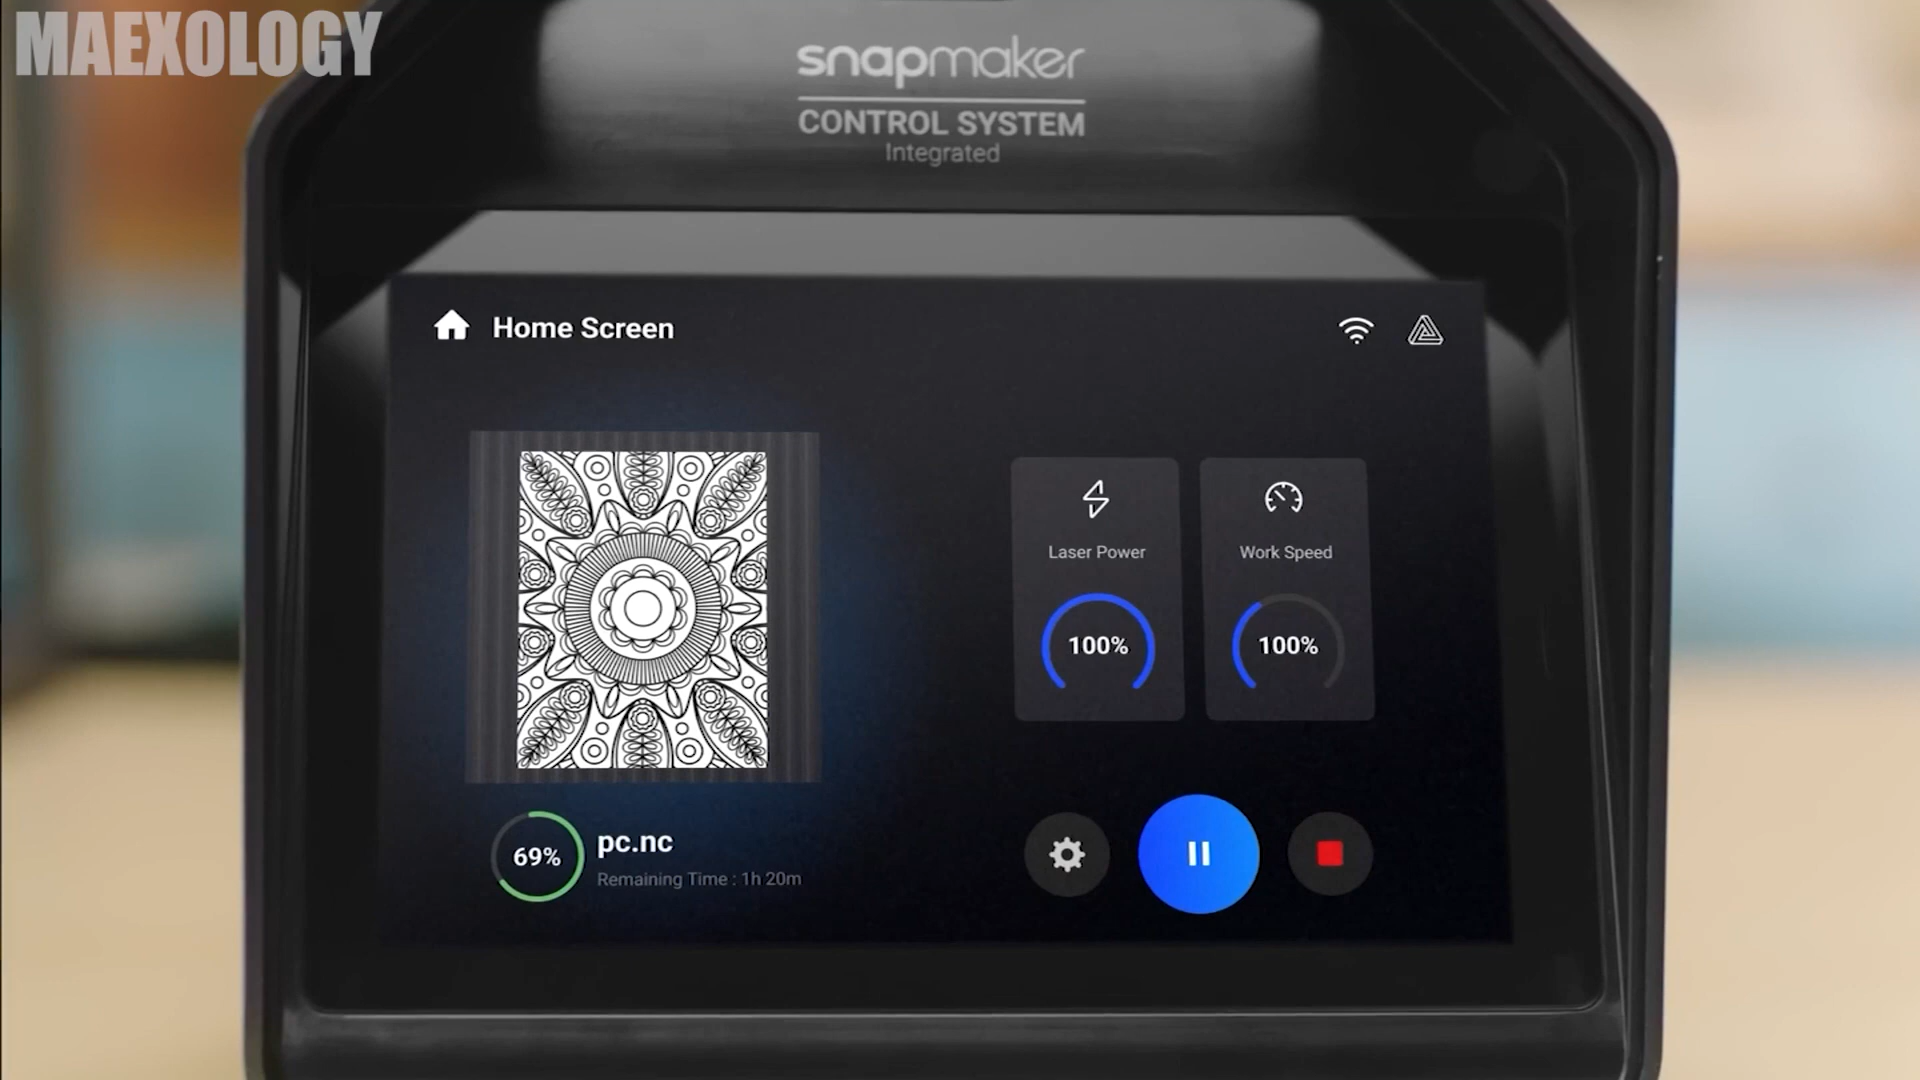 MAEXOLOGY
snapmaker
CONTROL SYSTEM
Integrated
Home Screen
Laser Power
Work Speed
100%
100%
69%
pc.nc
Remaining Time : 1h 20m